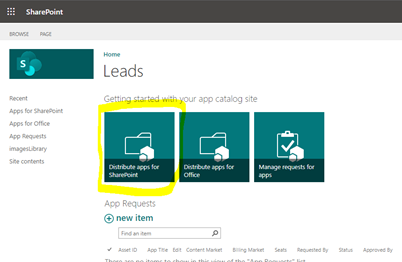 SharePoint
BROWSE PAGE
Home
Leads
Recent
Apps for SharePoint
Apps for Office
App Requests
imagesLibrary
Site contents
Getting started with your app catalog site
Distribute apps for
SharePoint
Distribute apps for
Office
Manage requests for
apps
App Requests
new item
Find an item
Asset ID App Title Edit Content Market Billing Market Seats Requested By Status Approved By
There are no items to show in this view of the "App Requests" list